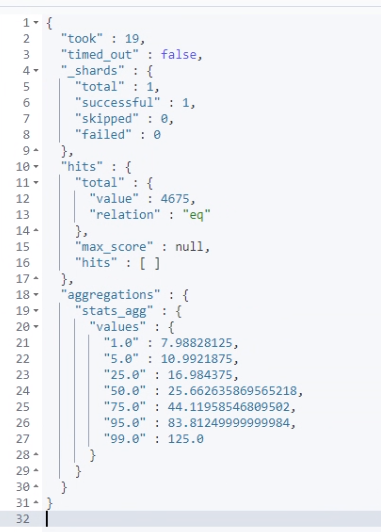 1 {
2 "took" : 19,
3 "timed_out" : false,
4 "_shards" : {
5 "total" : 1,
6 "successful" : 1,
7 "skipped" : 0,
8 "failed" : 0
9 },
10 "hits" : {
11 "total" : {
12 "value" : 4675,
13 "relation" : "eq"
14 },
15 "max_score" : null,
16 "hits" : [ ]
17 },
18 "aggregations" : {
19 "stats_agg" : {
20 "values" : {
21 "1.0" : 7.98828125,
22 "5.0" : 10.9921875,
23 "25.0" : 16.984375,
24 "50.0" : 25.662635869565218,
25 "75.0" : 44.11958546809502,
26 "95.0" : 83.81249999999984,
27 "99.0" : 125.0
28 }
29 }
30 }
31 }
32